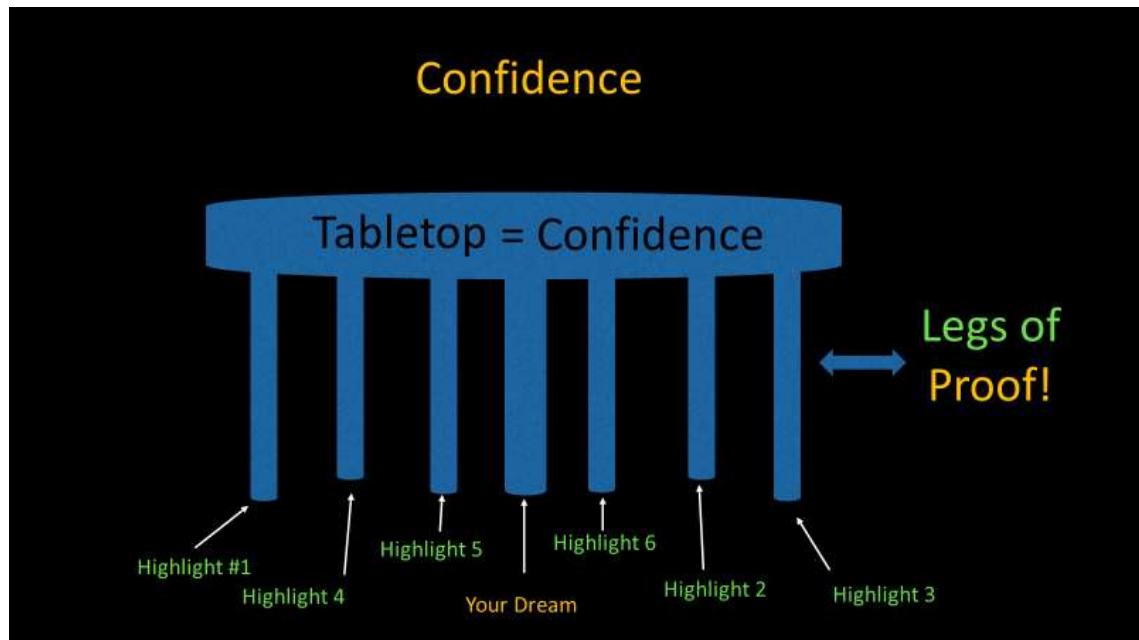 Confidence
Tabletop = Confidence
Legs of
Proof!
Highlight #1
Highlight 4
Highlight 5
Your Dream
Highlight 6
Highlight 2
Highlight 3